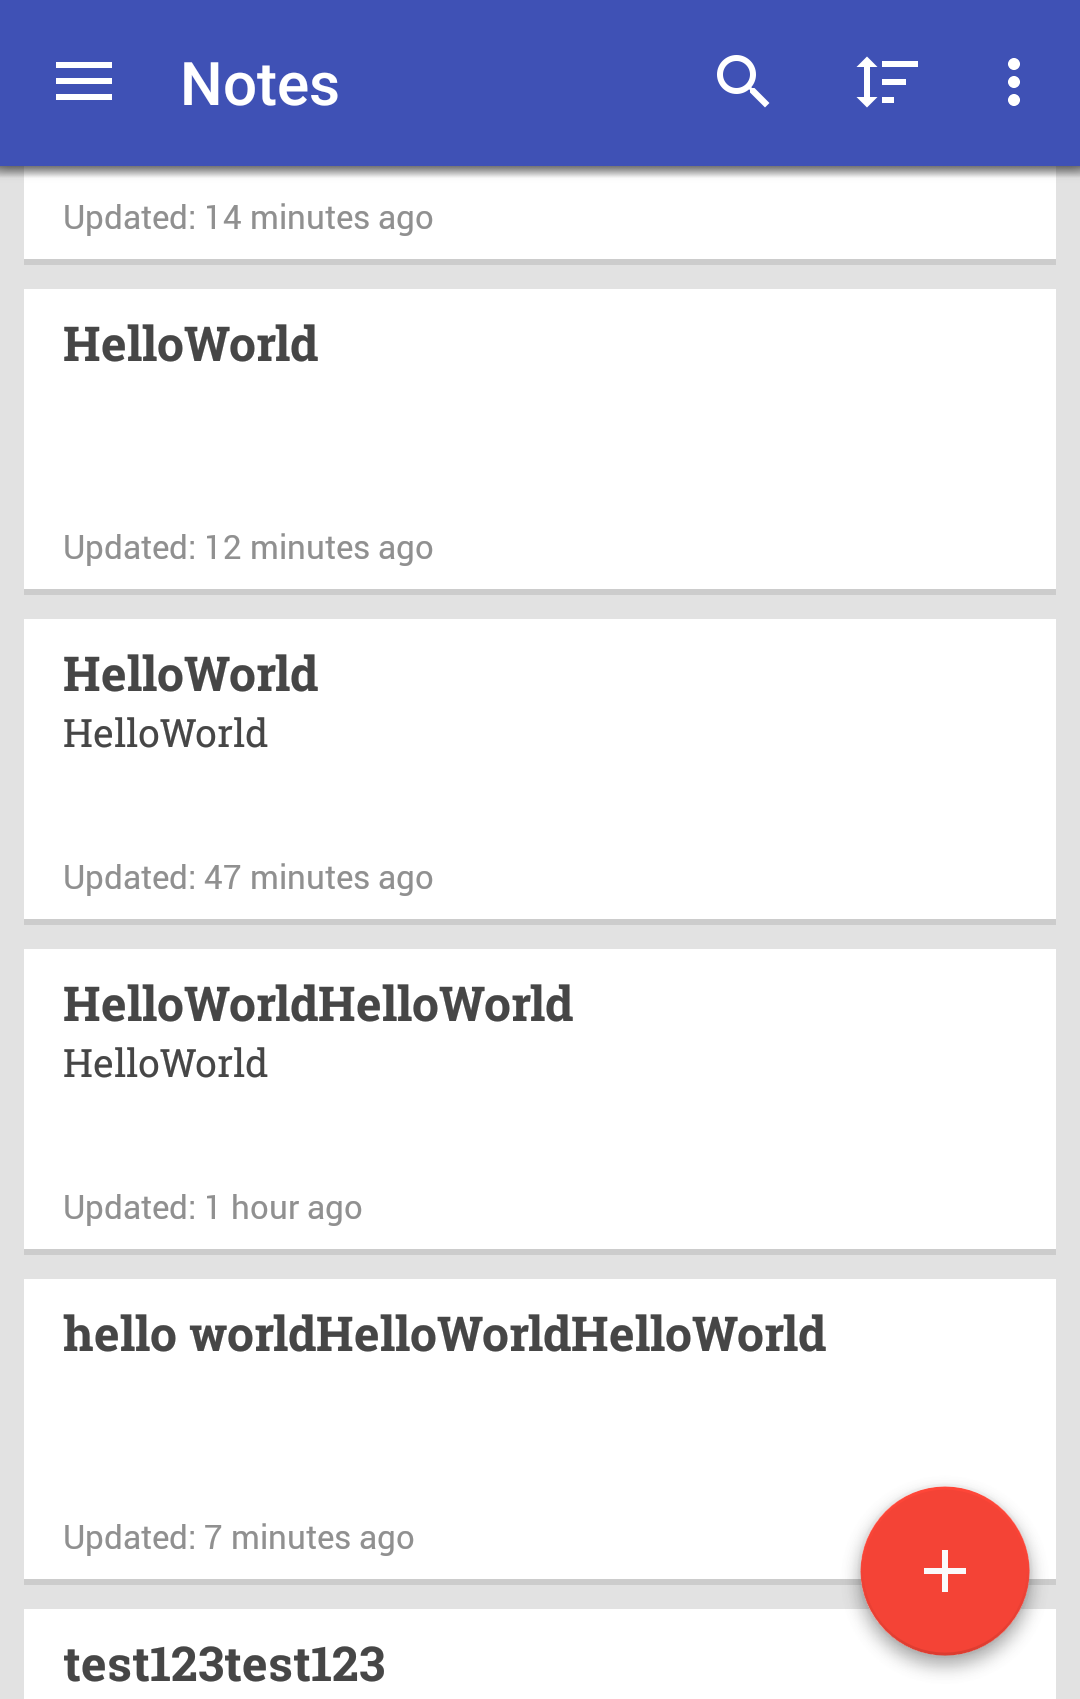 Notes
Updated: 14 minutes ago
HelloWorld
Updated: 12 minutes ago
HelloWorld
HelloWorld
Updated: 47 minutes ago
HelloWorldHelloWorld
HelloWorld
Updated: 1 hour ago
hello worldHelloWorldHelloWorld
Updated: 7 minutes ago
test123test123